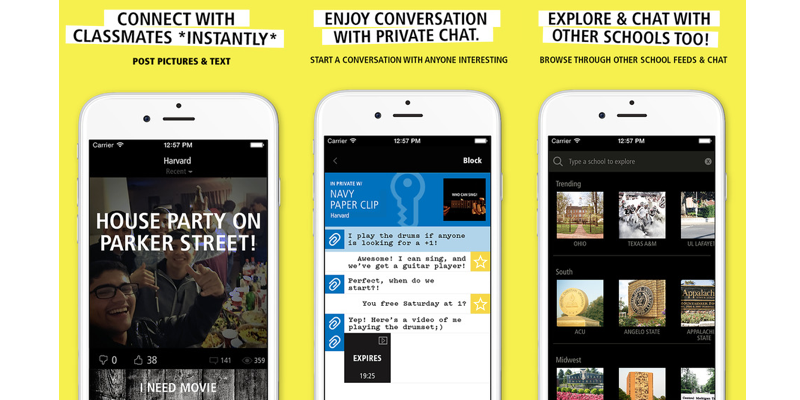 CONNECT WITH
CLASSMATES *INSTANTLY*
POST PICTURES & TEXT
Carrier 12:57 PM
Harvard
Recent
HOUSE PARTY ON
PARKER STREET!
0 38 141 359
I NEED MOVIE
ENJOY CONVERSATION
WITH PRIVATE CHAT.
START A CONVERSATION WITH ANYONE INTERESTING
Carrier 12:57 PM
Block
IN PRIVATE W/
NAVY
PAPER CLIP
Harvard
WHO CAN SING?
I play the drums if anyone
is looking for a +1!
Awesome! I can sing, and
we've got a guitar player!
Perfect, when do we
start?!
You free Saturday at 1?
Yep! Here's a video of me
playing the drumset;)
EXPIRES
19:25
EXPLORE & CHAT WITH
OTHER SCHOOLS TOO!
BROWSE THROUGH OTHER SCHOOL FEEDS & CHAT
Carrier 12:57 PM
Type a school to explore
Trending
OHIO TEXAS A&M UL LAFAYET
South
Appalach
ACU ANGELO STATE APPALACH
STATE
Midwest